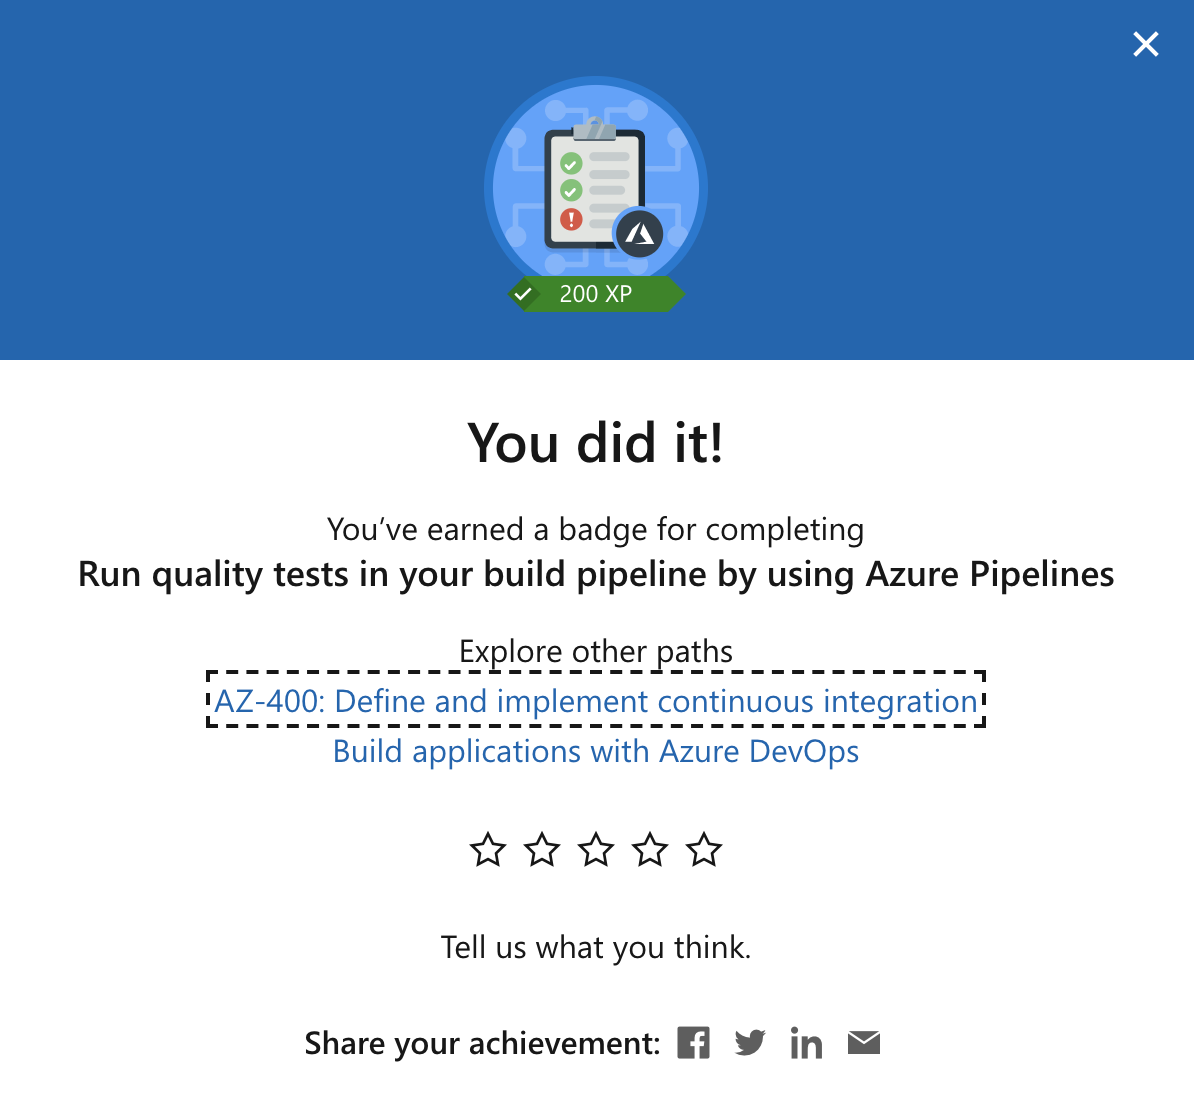 200 XP
You did it!
You’ve earned a badge for completing
Run quality tests in your build pipeline by using Azure Pipelines
Explore other paths
AZ-400: Define and implement continuous integration
Build applications with Azure DevOps
Tell us what you think.
Share your achievement: